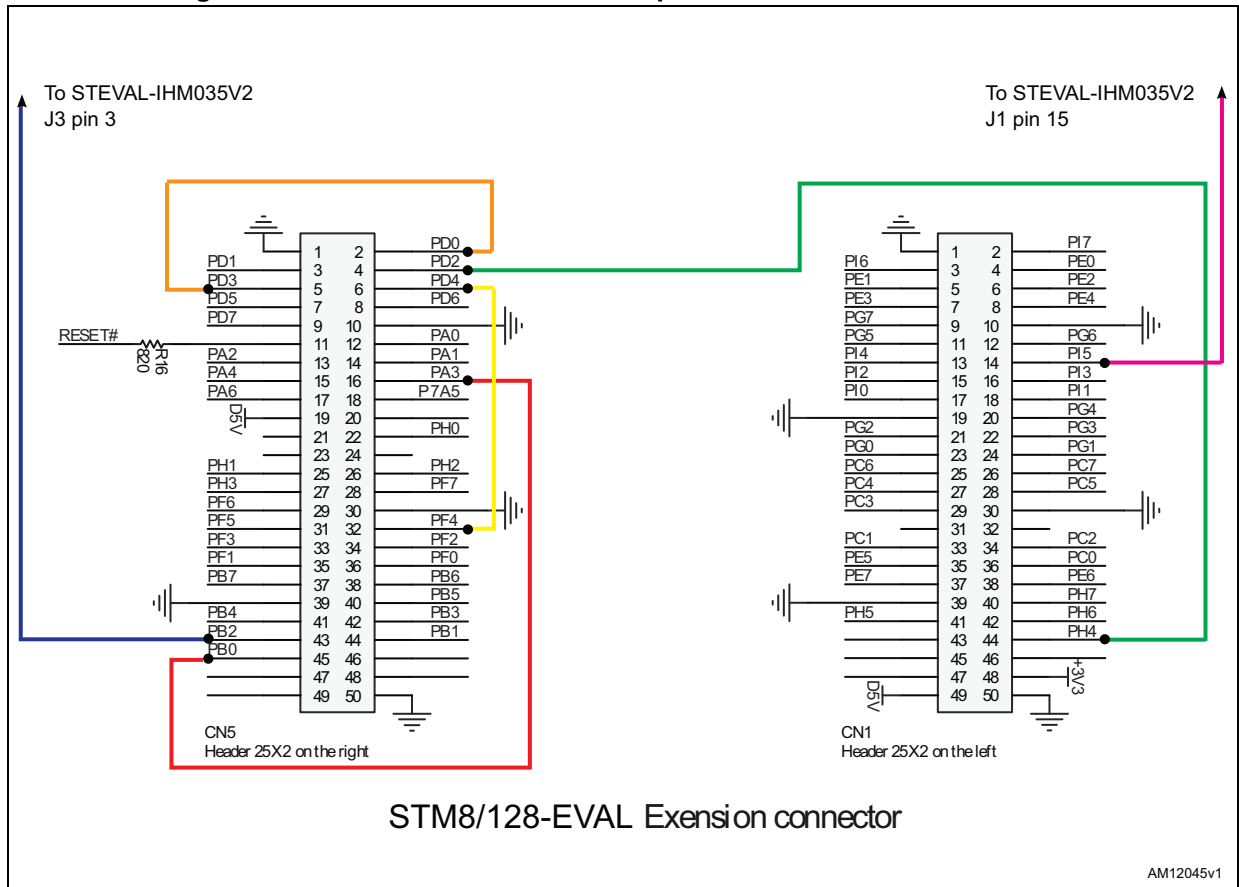 To STEVAL-IHM035V2
J3 pin 3
To STEVAL-IHM035V2
J1 pin 15
1 2 PD0
PD1 3 4 PD2
PD3 5 6 PD4
PD5 7 8 PD6
PD7 9 10
RESET# R16 820 11 12 PA0
PA2 13 14 PA1
PA4 15 16 PA3
PA6 17 18 P7A5
D5V 19 20
21 22 PH0
23 24
PH1 25 26 PH2
PH3 27 28 PF7
PF6 29 30
PF5 31 32 PF4
PF3 33 34 PF2
PF1 35 36 PF0
PB7 37 38 PB6
39 40 PB5
PB4 41 42 PB3
PB2 43 44 PB1
PB0 45 46
47 48
49 50
CN5
Header 25X2 on the right
1 2 PI7
PI6 3 4 PE0
PE1 5 6 PE2
PE3 7 8 PE4
PG7 9 10
PG5 11 12 PG6
PI4 13 14 PI5
PI2 15 16 PI3
PI0 17 18 PI1
19 20 PG4
PG2 21 22 PG3
PG0 23 24 PG1
PC6 25 26 PC7
PC4 27 28 PC5
PC3 29 30
31 32
PC1 33 34 PC2
PE5 35 36 PC0
PE7 37 38 PE6
39 40 PH7
PH5 41 42 PH6
43 44 PH4
45 46
47 48 +3V3
D5V 49 50
CN1
Header 25X2 on the left
STM8/128-EVAL Exension connector
AM12045v1